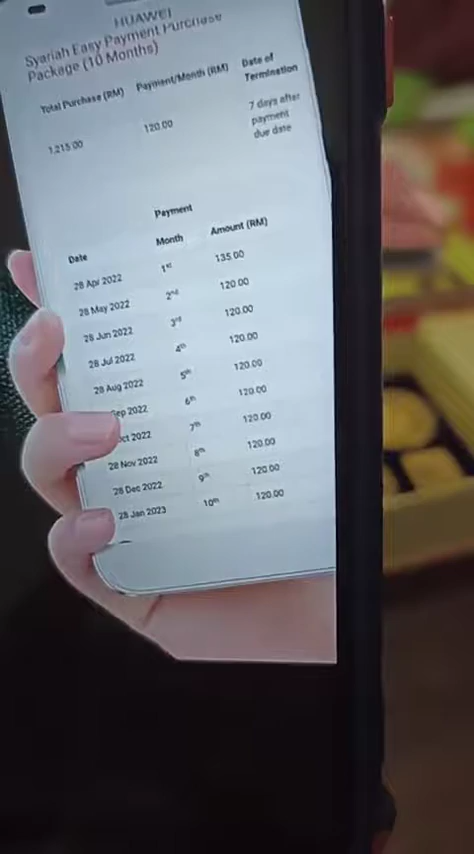 HUAWEI
Syariah Easy Payment Purchase
Package (10 Months)
Total Purchase (RM) Payment/Month (RM) Date of Termination
1,215.00 120.00 7 days after payment due date
Payment
Date Month Amount (RM)
28 Apr 2022 1st 135.00
28 May 2022 2nd 120.00
28 Jun 2022 3rd 120.00
28 Jul 2022 4th 120.00
28 Aug 2022 5th 120.00
Sep 2022 6th 120.00
Oct 2022 7th 120.00
28 Nov 2022 8th 120.00
28 Dec 2022 9th 120.00
28 Jan 2023 10th 120.00